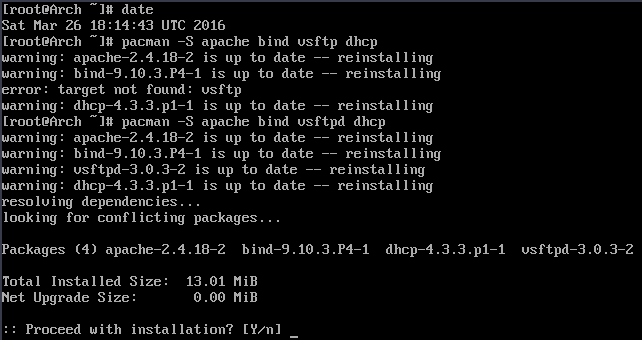 [root@Arch ~]# date
Sat Mar 26 18:14:43 UTC 2016
[root@Arch ~]# pacman -S apache bind vsftp dhcp
warning: apache-2.4.18-2 is up to date -- reinstalling
warning: bind-9.10.3.P4-1 is up to date -- reinstalling
error: target not found: vsftp
warning: dhcp-4.3.3.p1-1 is up to date -- reinstalling
[root@Arch ~]# pacman -S apache bind vsftpd dhcp
warning: apache-2.4.18-2 is up to date -- reinstalling
warning: bind-9.10.3.P4-1 is up to date -- reinstalling
warning: vsftpd-3.0.3-2 is up to date -- reinstalling
warning: dhcp-4.3.3.p1-1 is up to date -- reinstalling
resolving dependencies...
looking for conflicting packages...
Packages (4) apache-2.4.18-2  bind-9.10.3.P4-1  dhcp-4.3.3.p1-1  vsftpd-3.0.3-2
Total Installed Size:  13.01 MiB
Net Upgrade Size:       0.00 MiB
:: Proceed with installation? [Y/n] _